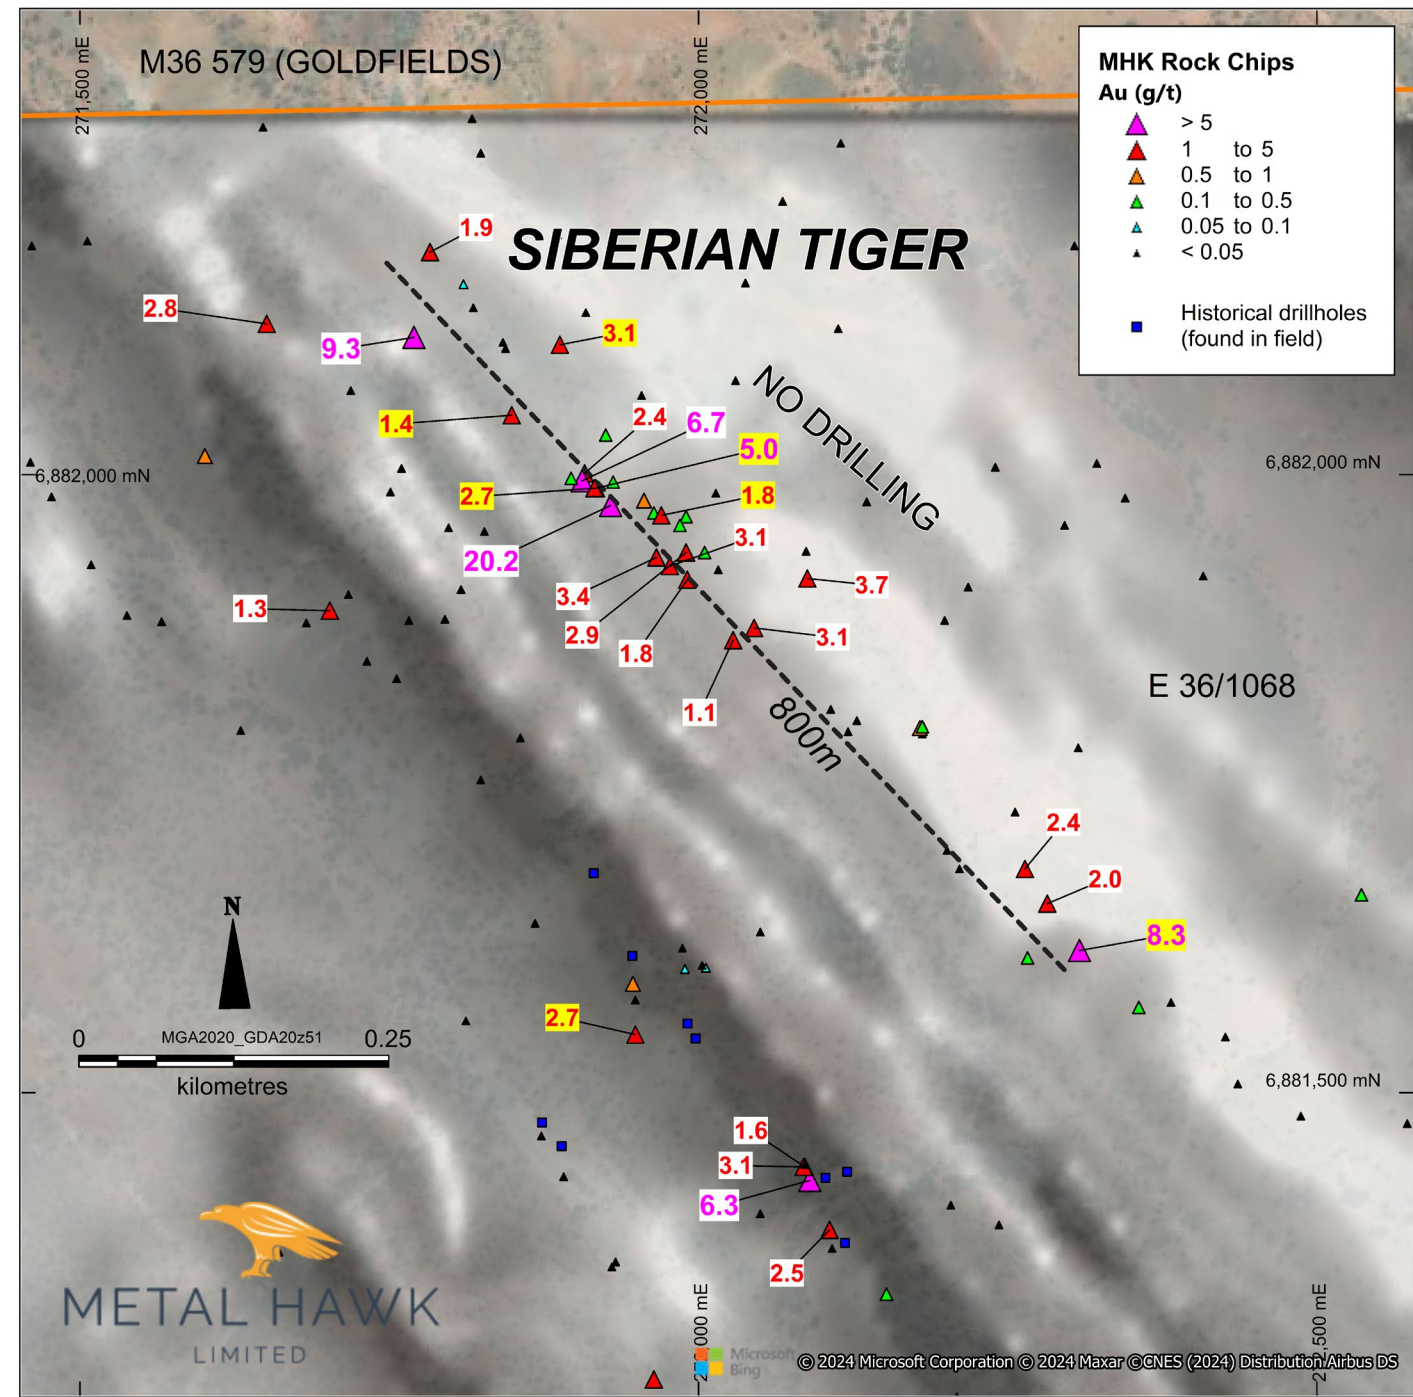 271,500 mE
272,000 mE
M36 579 (GOLDFIELDS)
MHK Rock Chips
Au (g/t)
> 5
1 to 5
0.5 to 1
0.1 to 0.5
0.05 to 0.1
< 0.05
Historical drillholes
(found in field)
SIBERIAN TIGER
1.9
2.8
9.3
3.1
NO DRILLING
1.4
2.4
6.7
5.0
6,882,000 mN
6,882,000 mN
2.7
1.8
20.2
3.1
3.4
3.7
1.3
2.9
1.8
3.1
1.1
E 36/1068
800m
2.4
2.0
8.3
N
2.7
0 MGA2020_GDA20z51 0.25
kilometres
6,881,500 mN
1.6
3.1
6.3
2.5
METAL HAWK
LIMITED
000 mE
,500 mE
Microsoft
Bing
© 2024 Microsoft Corporation © 2024 Maxar ©CNES (2024) Distribution Airbus DS